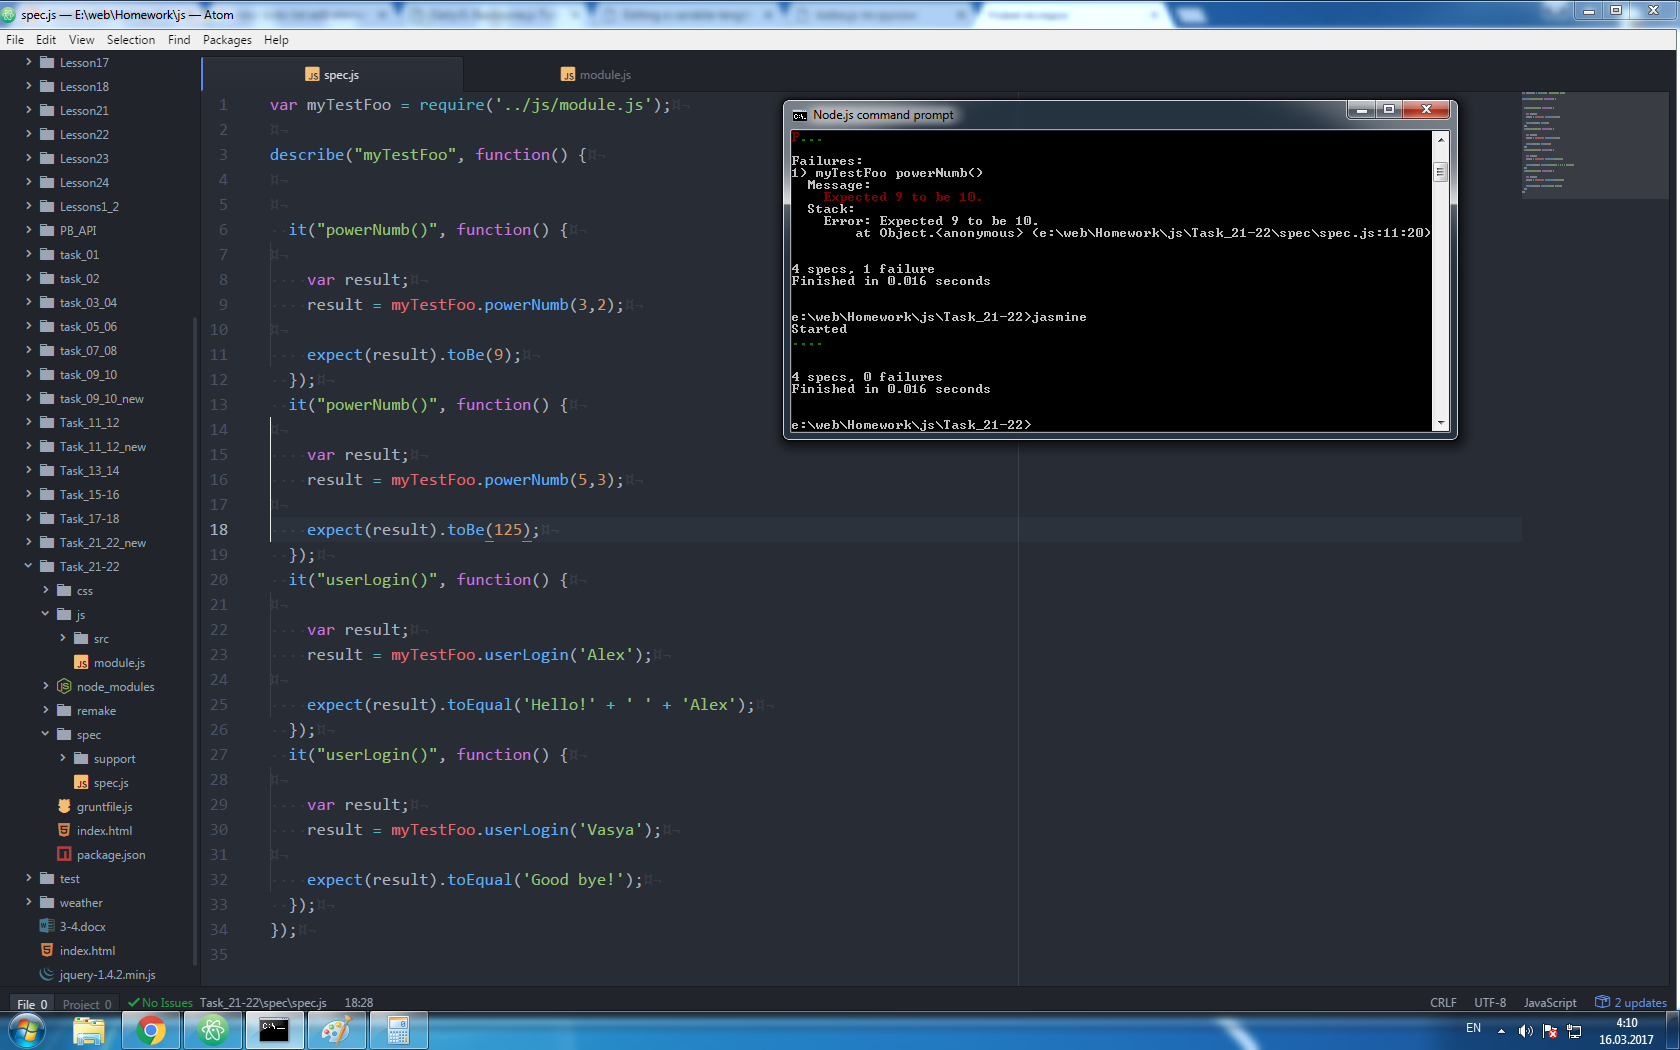 spec.js — E:\web\Homework\js — Atom
File Edit View Selection Find Packages Help
Lesson17
Lesson18
Lesson21
Lesson22
Lesson23
Lesson24
Lessons1_2
PB_API
task_01
task_02
task_03_04
task_05_06
task_07_08
task_09_10
task_09_10_new
Task_11_12
Task_11_12_new
Task_13_14
Task_15-16
Task_17-18
Task_21_22_new
Task_21-22
css
js
src
module.js
node_modules
remake
spec
support
spec.js
gruntfile.js
index.html
package.json
test
weather
3-4.docx
index.html
jquery-1.4.2.min.js
spec.js
module.js
1 var myTestFoo = require('../js/module.js');¤¬
2 ¤¬
3 describe("myTestFoo", function() {¤¬
4 ¤¬
5 ¤¬
6 ··it("powerNumb()", function() {¤¬
7 ¤¬
8 ····var result;¤¬
9 ····result = myTestFoo.powerNumb(3,2);¤¬
10 ¤¬
11 ····expect(result).toBe(9);¤¬
12 ··});¤¬
13 ··it("powerNumb()", function() {¤¬
14 ¤¬
15 ····var result;¤¬
16 ····result = myTestFoo.powerNumb(5,3);¤¬
17 ¤¬
18 ····expect(result).toBe(125);¤¬
19 ··});¤¬
20 ··it("userLogin()", function() {¤¬
21 ¤¬
22 ····var result;¤¬
23 ····result = myTestFoo.userLogin('Alex');¤¬
24 ¤¬
25 ····expect(result).toEqual('Hello!' + ' ' + 'Alex');¤¬
26 ··});¤¬
27 ··it("userLogin()", function() {¤¬
28 ¤¬
29 ····var result;¤¬
30 ····result = myTestFoo.userLogin('Vasya');¤¬
31 ¤¬
32 ····expect(result).toEqual('Good bye!');¤¬
33 ··});¤¬
34 });¤¬
35
Node.js command prompt
F...
Failures:
1) myTestFoo powerNumb()
Message:
Expected 9 to be 10.
Stack:
Error: Expected 9 to be 10.
at Object.<anonymous> (e:\web\Homework\js\Task_21-22\spec\spec.js:11:20)
4 specs, 1 failure
Finished in 0.016 seconds
e:\web\Homework\js\Task_21-22>jasmine
Started
....
4 specs, 0 failures
Finished in 0.016 seconds
e:\web\Homework\js\Task_21-22>
File 0 Project 0 No Issues Task_21-22\spec\spec.js 18:28 CRLF UTF-8 JavaScript 2 updates
EN
4:10
16.03.2017